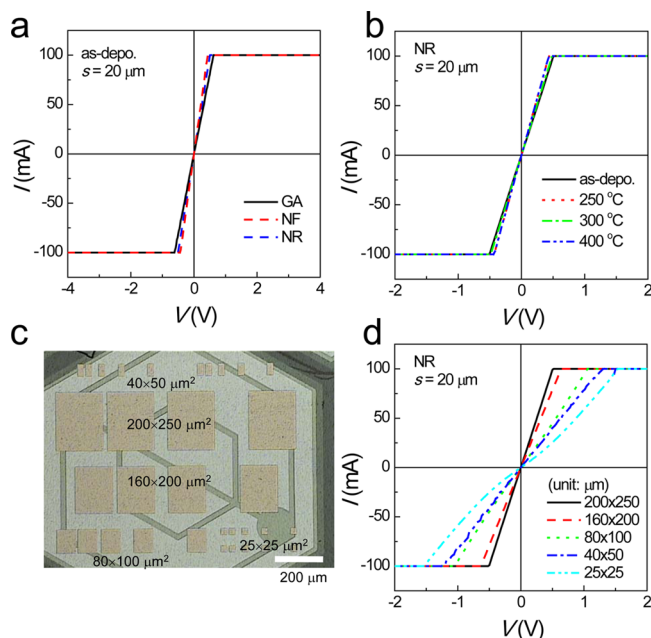 a
as-depo.
s = 20 μm
I (mA)
100
50
0
-50
-100
GA
NF
NR
-4 -2 0 2 4
V (V)
b
NR
s = 20 μm
I (mA)
100
50
0
-50
-100
as-depo.
250 °C
300 °C
400 °C
-2 -1 0 1 2
V (V)
c
40×50 μm²
200×250 μm²
160×200 μm²
25×25 μm²
80×100 μm²
200 μm
d
NR
s = 20 μm
I (mA)
100
50
0
-50
-100
(unit: μm)
200x250
160x200
80x100
40x50
25x25
-2 -1 0 1 2
V (V)